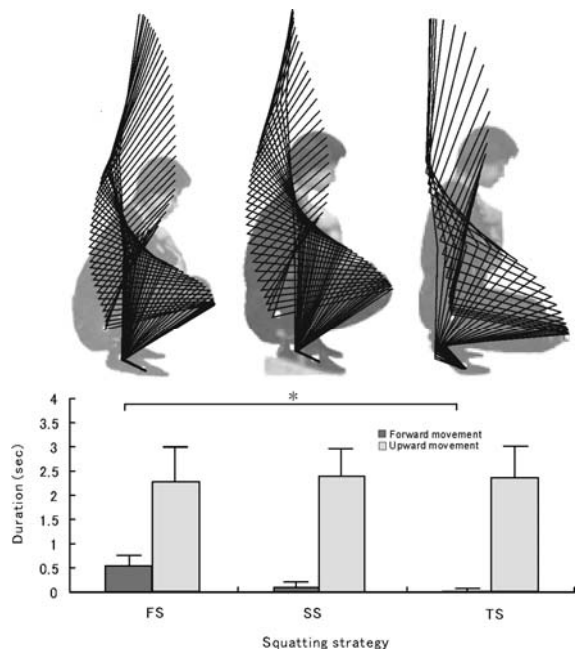 *
Forward movement
Upward movement
Duration(sec)
4
3.5
3
2.5
2
1.5
1
0.5
0
FS SS TS
Squatting strategy